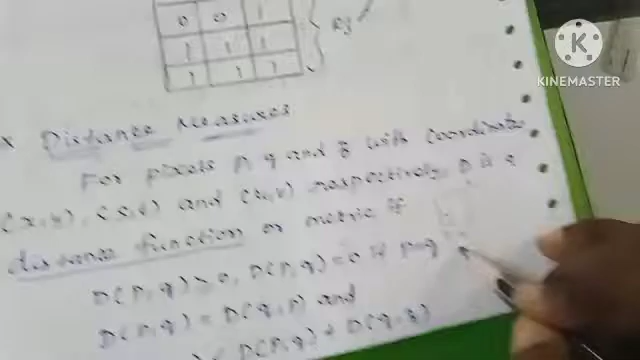 0 0 1
1 1 1
1 1 1
KINEMASTER
x Distance Measures
For pixels p, q and z with coordinates
(x,y), (s,t) and (u,v) respectively, D is a
distance function or metric if
D(p,q) > 0, D(p,q) = 0 if p=q
D(p,q) = D(q,p) and
D(p,q) + D(q,z)